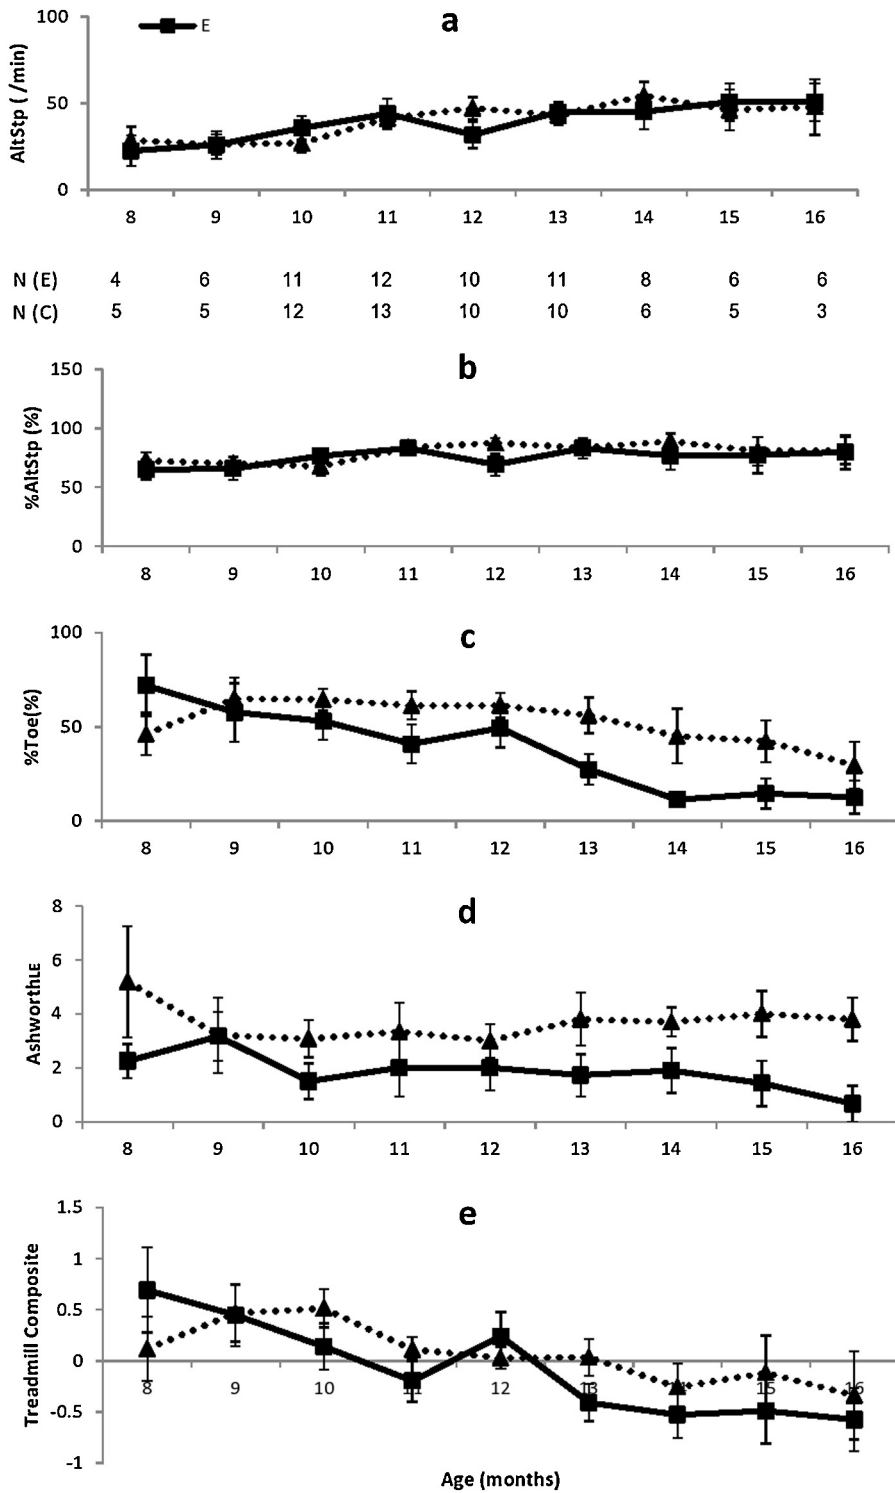 a
100
E
AltStp ( /min)
50
0
8 9 10 11 12 13 14 15 16
N (E) 4 6 11 12 10 11 8 6 6
N (C) 5 5 12 13 10 10 6 5 3
b
150
100
%AltStp (%)
50
0
8 9 10 11 12 13 14 15 16
c
100
%Toe(%)
50
0
8 9 10 11 12 13 14 15 16
d
8
6
AshworthLE
4
2
0
8 9 10 11 12 13 14 15 16
e
1.5
1
Treadmill Composite
0.5
0
8 9 10 12 13 15 16
-0.5
-1
Age (months)